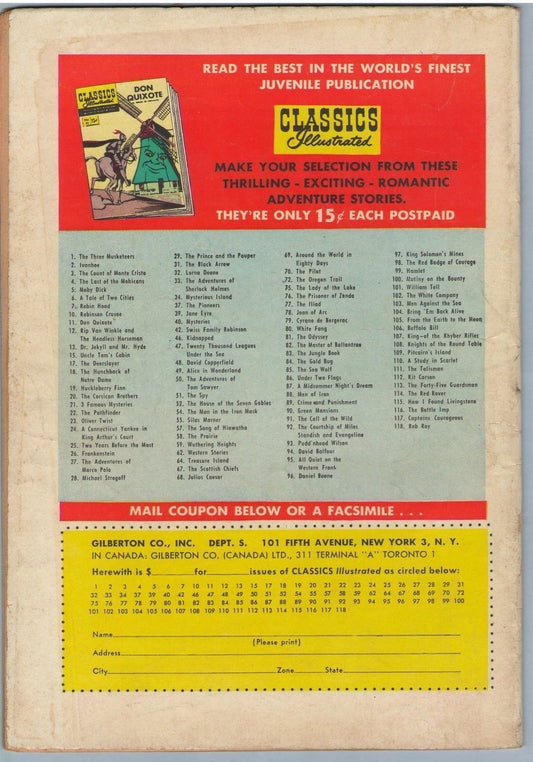 READ THE BEST IN THE WORLD'S FINEST
JUVENILE PUBLICATION
CLASSICS
Illustrated
DON
QUIXOTE
CLASSICS
Illustrated
15¢
MAKE YOUR SELECTION FROM THESE
THRILLING - EXCITING - ROMANTIC
ADVENTURE STORIES.
THEY'RE ONLY 15¢ EACH POSTPAID
1. The Three Musketeers
2. Ivanhoe
3. The Count of Monte Cristo
4. The Last of the Mohicans
5. Moby Dick
6. A Tale of Two Cities
7. Robin Hood
10. Robinson Crusoe
11. Don Quixote
12. Rip Van Winkle and
The Headless Horseman
13. Dr. Jekyll and Mr. Hyde
15. Uncle Tom's Cabin
17. The Deerslayer
18. The Hunchback of
Notre Dame
19. Huckleberry Finn
20. The Corsican Brothers
21. 3 Famous Mysteries
22. The Pathfinder
23. Oliver Twist
24. A Connecticut Yankee in
King Arthur's Court
25. Two Years Before the Mast
26. Frankenstein
27. The Adventures of
Marco Polo
28. Michael Strogoff
29. The Prince and the Pauper
31. The Black Arrow
32. Lorna Doone
33. The Adventures of
Sherlock Holmes
34. Mysterious Island
37. The Pioneers
39. Jane Eyre
40. Mysteries
42. Swiss Family Robinson
46. Kidnapped
47. Twenty Thousand Leagues
Under the Sea
48. David Copperfield
49. Alice in Wonderland
50. The Adventures of
Tom Sawyer
51. The Spy
52. The House of the Seven Gables
54. The Man in the Iron Mask
55. Silas Marner
57. The Song of Hiawatha
58. The Prairie
59. Wuthering Heights
62. Western Stories
64. Treasure Island
67. The Scottish Chiefs
68. Julius Caesar
69. Around the World in
Eighty Days
70. The Pilot
72. The Oregon Trail
75. The Lady of the Lake
76. The Prisoner of Zenda
77. The Iliad
78. Joan of Arc
79. Cyrano de Bergerac
80. White Fang
81. The Odyssey
82. The Master of Ballantrae
83. The Jungle Book
84. The Gold Bug
85. The Sea Wolf
86. Under Two Flags
87. A Midsummer Night's Dream
88. Men of Iron
89. Crime and Punishment
90. Green Mansions
91. The Call of the Wild
92. The Courtship of Miles
Standish and Evangeline
93. Pudd'nhead Wilson
94. David Balfour
95. All Quiet on the
Western Front
96. Daniel Boone
97. King Solomon's Mines
98. The Red Badge of Courage
99. Hamlet
100. Mutiny on the Bounty
101. William Tell
102. The White Company
103. Men Against the Sea
104. Bring 'Em Back Alive
105. From the Earth to the Moon
106. Buffalo Bill
107. King—of the Khyber Rifles
108. Knights of the Round Table
109. Pitcairn's Island
110. A Study in Scarlet
111. The Talisman
112. Kit Carson
113. The Forty-Five Guardsmen
114. The Red Rover
115. How I Found Livingstone
116. The Bottle Imp
117. Captains Courageous
118. Rob Roy
MAIL COUPON BELOW OR A FACSIMILE . . .
GILBERTON CO., INC. DEPT. S. 101 FIFTH AVENUE, NEW YORK 3, N. Y.
IN CANADA: GILBERTON CO. (CANADA) LTD., 311 TERMINAL "A" TORONTO 1
Herewith is $ for issues of CLASSICS Illustrated as circled below:
1 2 3 4 5 6 7 10 11 12 13 15 17 18 19 20 21 22 23 24 25 26 27 28 29 31
32 33 34 37 39 40 42 46 47 48 49 50 51 52 54 55 57 58 59 62 64 67 68 69 70 72
75 76 77 78 79 80 81 82 83 84 85 86 87 88 89 90 91 92 93 94 95 96 97 98 99 100
101 102 103 104 105 106 107 108 109 110 111 112 113 114 115 116 117 118
Name
(Please print)
Address
City Zone State